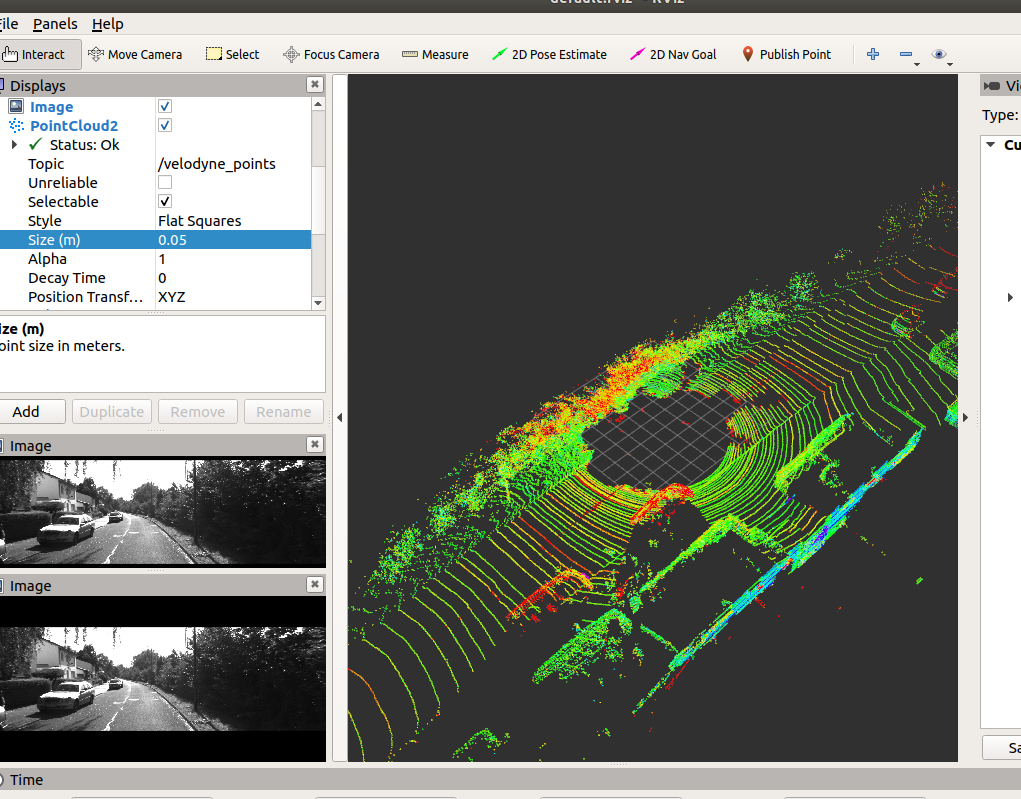 File Panels Help
Interact Move Camera Select Focus Camera Measure 2D Pose Estimate 2D Nav Goal Publish Point
Displays
Image
PointCloud2
Status: Ok
Topic /velodyne_points
Unreliable
Selectable
Style Flat Squares
Size (m) 0.05
Alpha 1
Decay Time 0
Position Transf... XYZ
ize (m)
oint size in meters.
Add Duplicate Remove Rename
Image
Image
Time
Vi
Type:
Cu
Sa